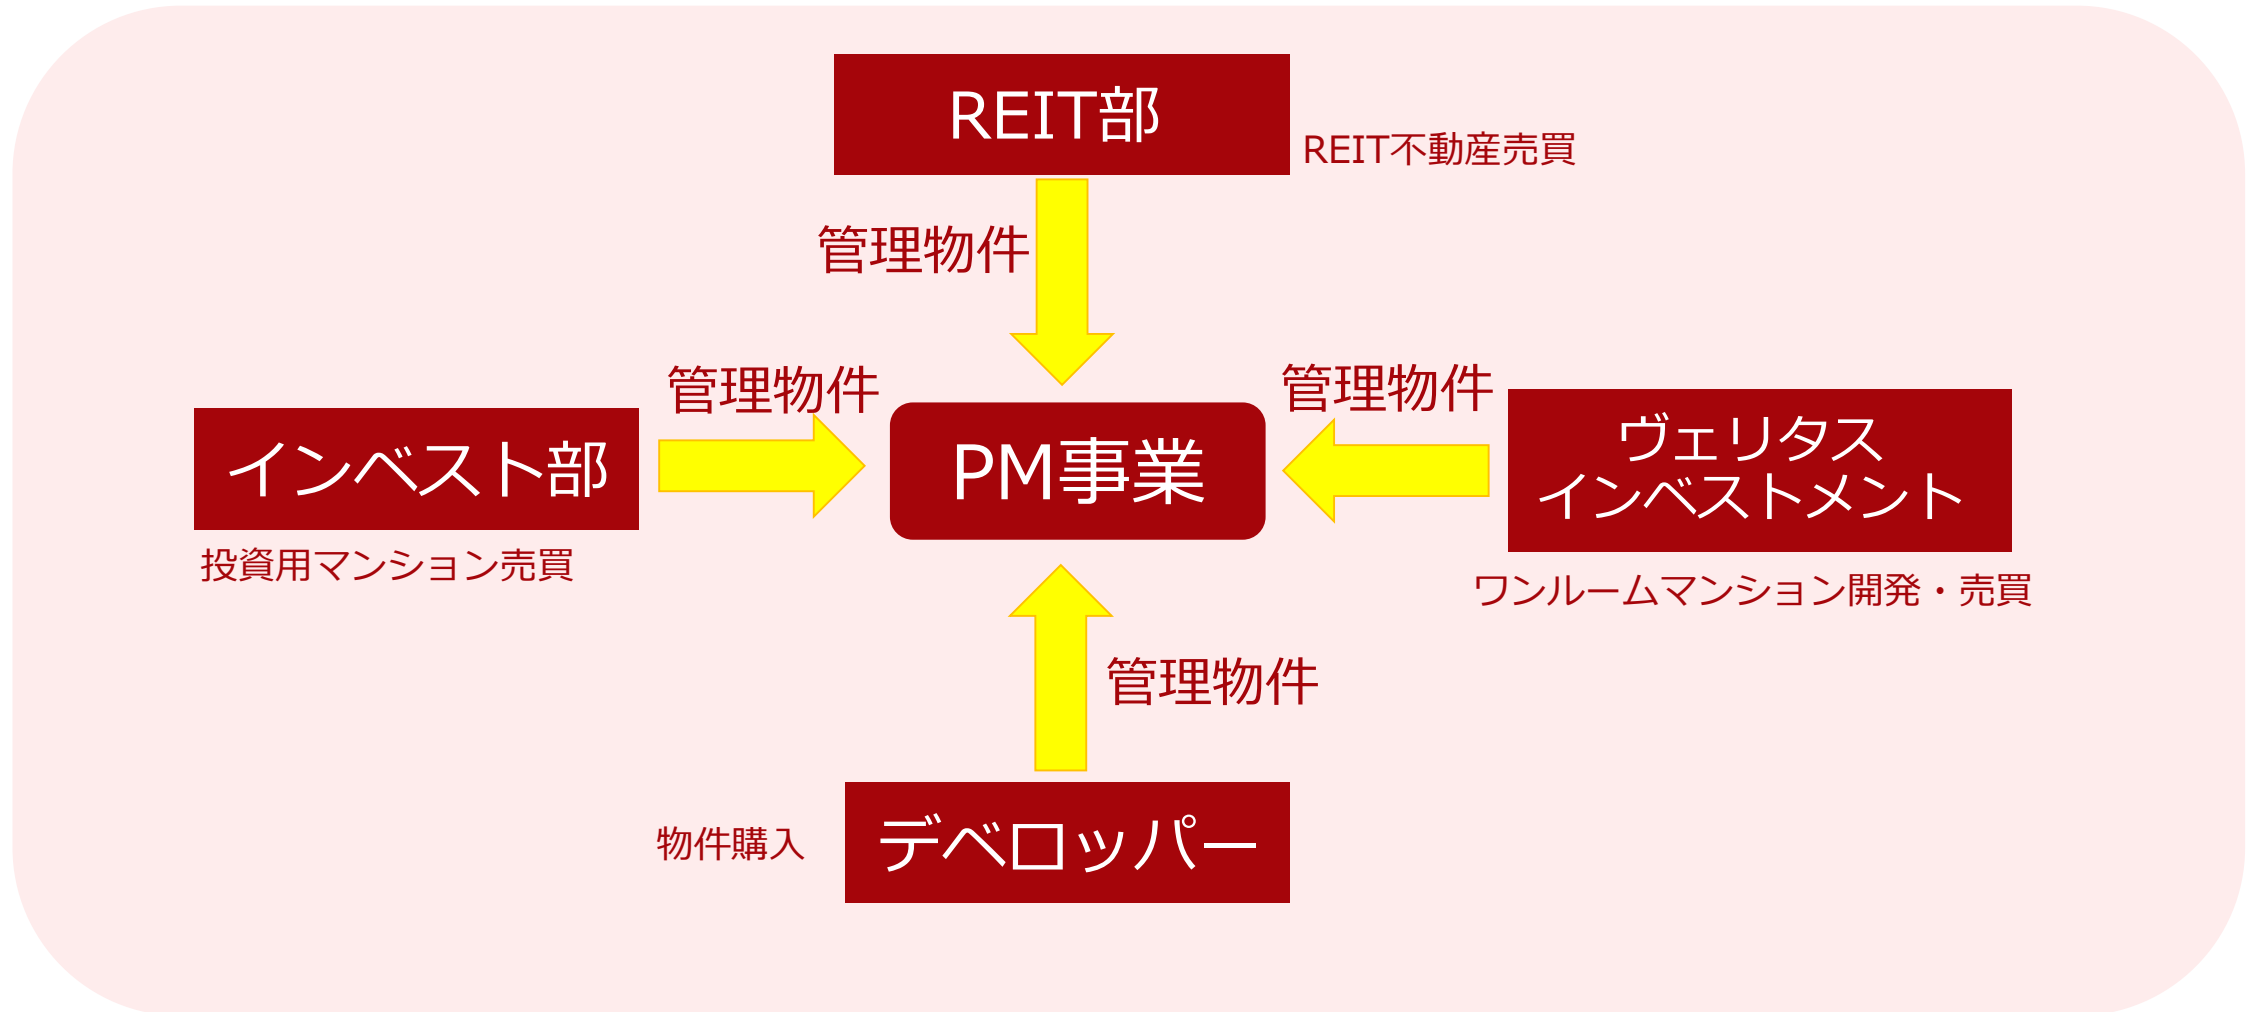 REIT部
REIT不動産売買
管理物件
管理物件
管理物件
インベスト部
PM事業
ヴェリタス
インベストメント
投資用マンション売買
ワンルームマンション開発・売買
管理物件
デベロッパー
物件購入